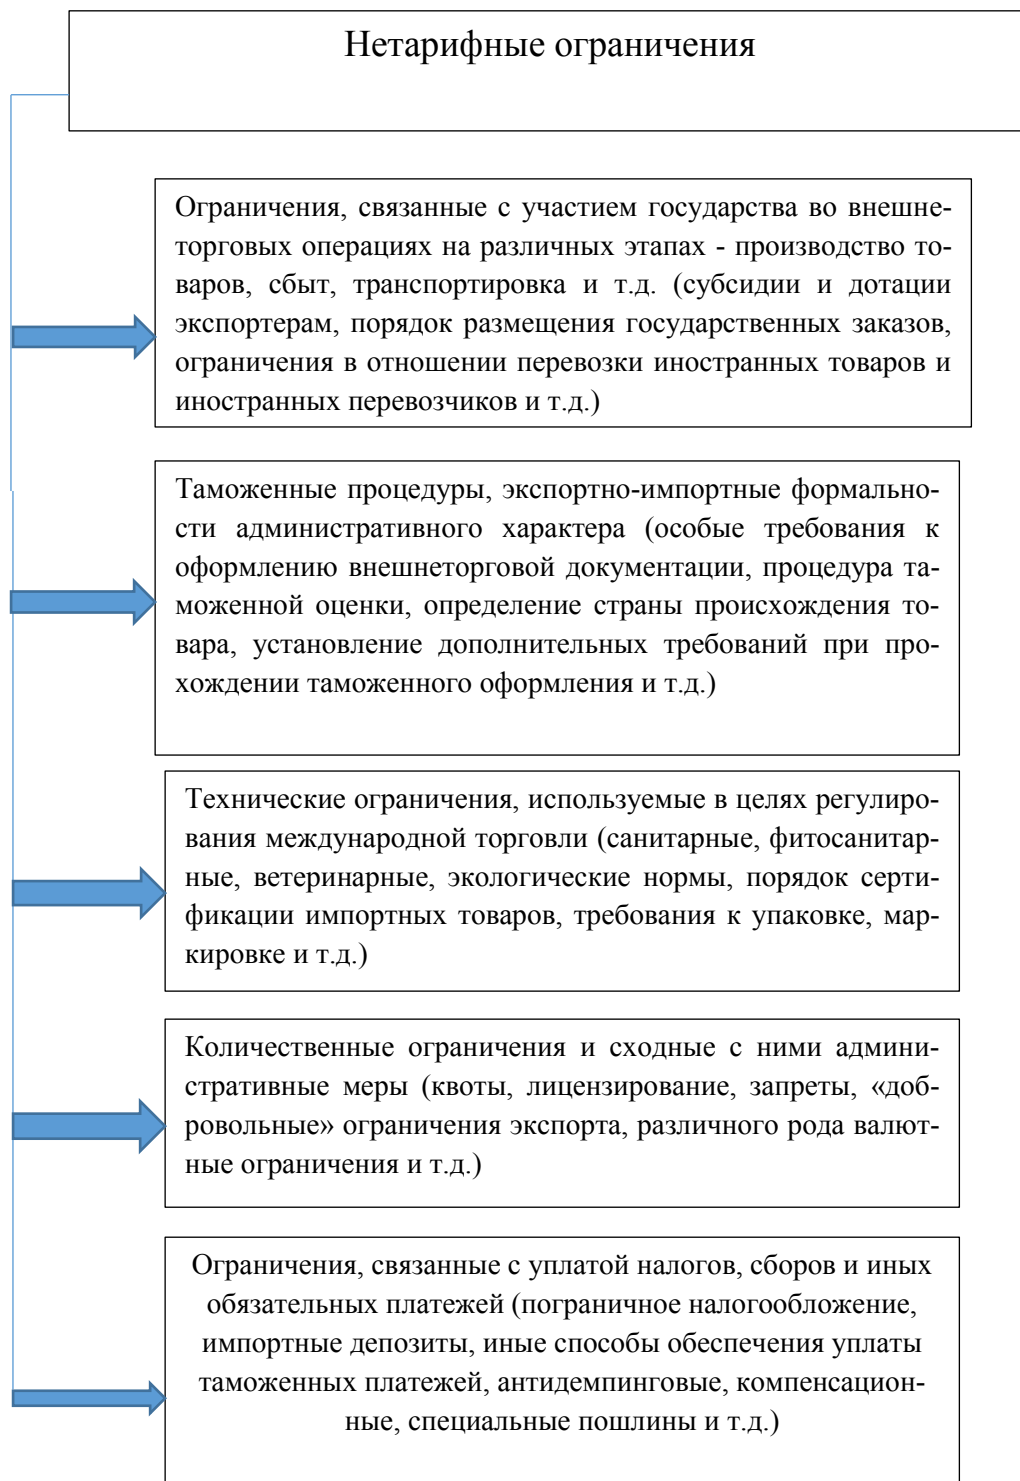 Нетарифные ограничения
Ограничения, связанные с участием государства во внешне-
торговых операциях на различных этапах - производство то-
варов, сбыт, транспортировка и т.д. (субсидии и дотации
экспортерам, порядок размещения государственных заказов,
ограничения в отношении перевозки иностранных товаров и
иностранных перевозчиков и т.д.)
Таможенные процедуры, экспортно-импортные формально-
сти административного характера (особые требования к
оформлению внешнеторговой документации, процедура та-
моженной оценки, определение страны происхождения то-
вара, установление дополнительных требований при про-
хождении таможенного оформления и т.д.)
Технические ограничения, используемые в целях регулиро-
вания международной торговли (санитарные, фитосанитар-
ные, ветеринарные, экологические нормы, порядок серти-
фикации импортных товаров, требования к упаковке, мар-
кировке и т.д.)
Количественные ограничения и сходные с ними админи-
стративные меры (квоты, лицензирование, запреты, «доб-
ровольные» ограничения экспорта, различного рода валют-
ные ограничения и т.д.)
Ограничения, связанные с уплатой налогов, сборов и иных
обязательных платежей (пограничное налогообложение,
импортные депозиты, иные способы обеспечения уплаты
таможенных платежей, антидемпинговые, компенсацион-
ные, специальные пошлины и т.д.)